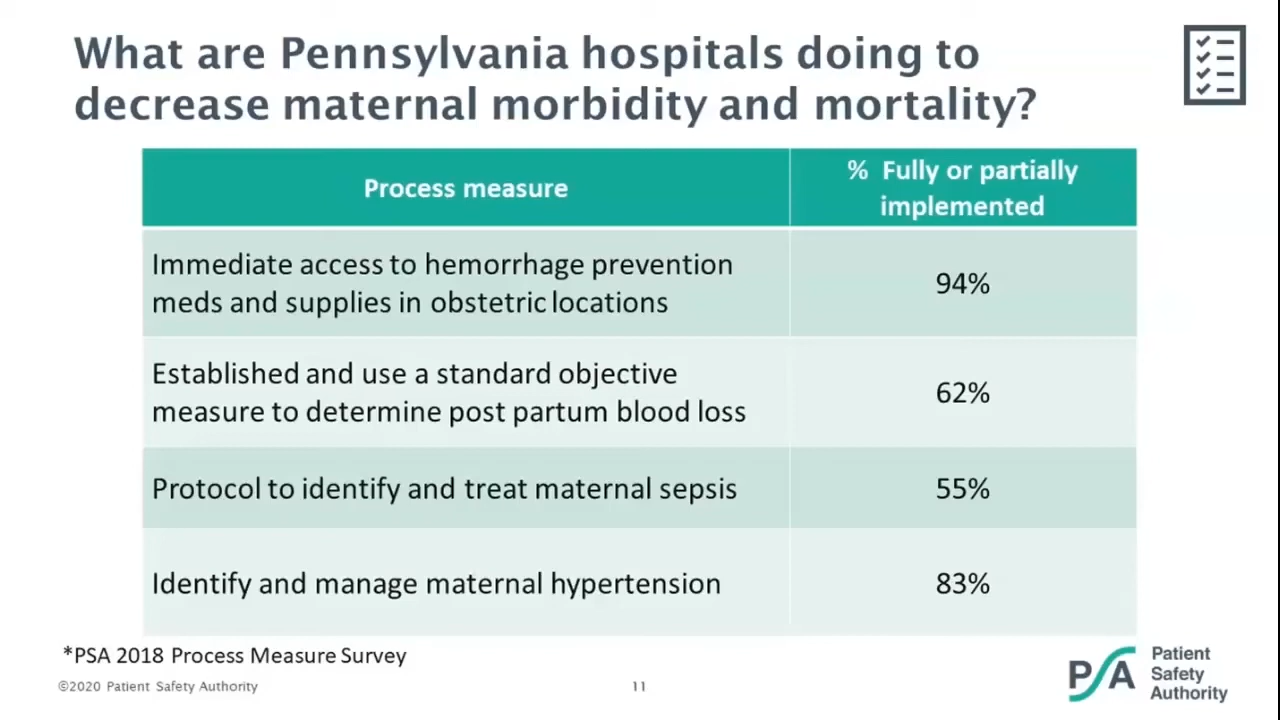 What are Pennsylvania hospitals doing to
decrease maternal morbidity and mortality?
Process measure
% Fully or partially
implemented
Immediate access to hemorrhage prevention
meds and supplies in obstetric locations
94%
Established and use a standard objective
measure to determine post partum blood loss
62%
Protocol to identify and treat maternal sepsis
55%
Identify and manage maternal hypertension
83%
*PSA 2018 Process Measure Survey
©2020 Patient Safety Authority
11
PSA
Patient
Safety
Authority